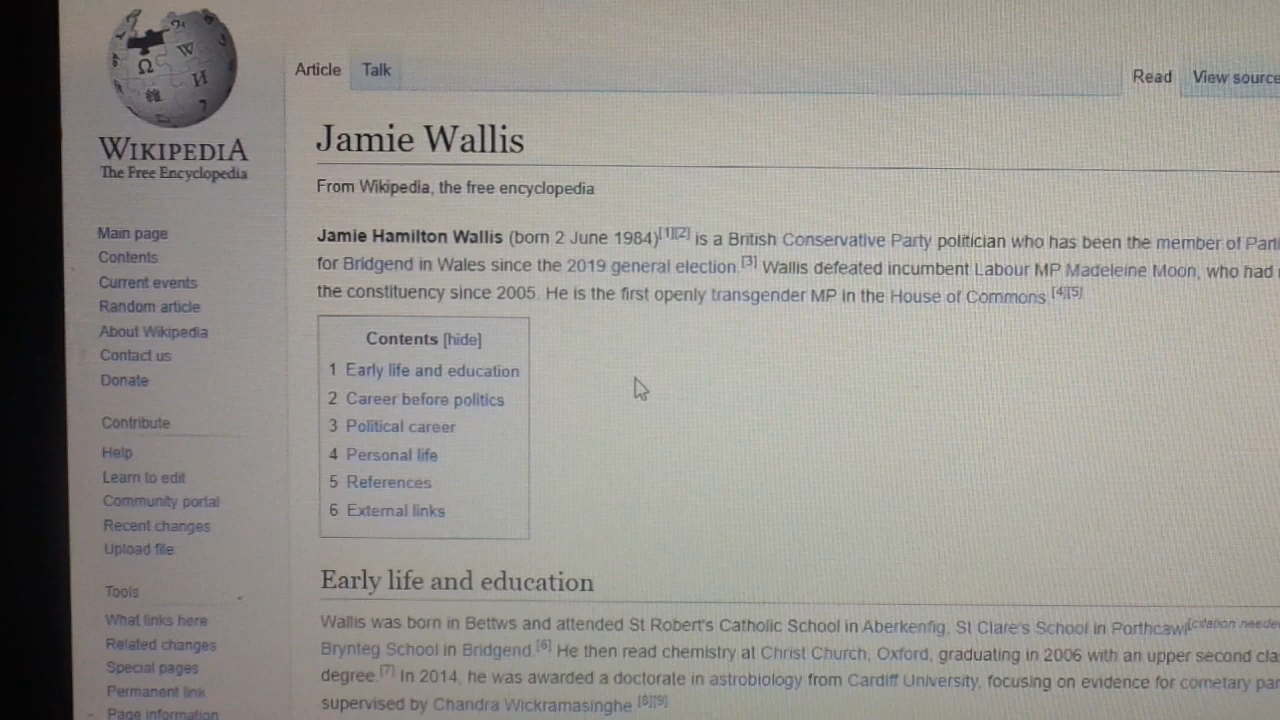 WIKIPEDIA
The Free Encyclopedia
Main page
Contents
Current events
Random article
About Wikipedia
Contact us
Donate
Contribute
Help
Learn to edit
Community portal
Recent changes
Upload file
Tools
What links here
Related changes
Special pages
Permanent link
Page information
Article Talk
Read View source
Jamie Wallis
From Wikipedia, the free encyclopedia
Jamie Hamilton Wallis (born 2 June 1984)[1][2] is a British Conservative Party politician who has been the member of Parli
for Bridgend in Wales since the 2019 general election.[3] Wallis defeated incumbent Labour MP Madeleine Moon, who had
the constituency since 2005. He is the first openly transgender MP in the House of Commons.[4][5]
Contents [hide]
1 Early life and education
2 Career before politics
3 Political career
4 Personal life
5 References
6 External links
Early life and education
Wallis was born in Bettws and attended St Robert's Catholic School in Aberkenfig, St Clare's School in Porthcawl[citation needed
Brynteg School in Bridgend.[6] He then read chemistry at Christ Church, Oxford, graduating in 2006 with an upper second cla
degree.[7] In 2014, he was awarded a doctorate in astrobiology from Cardiff University, focusing on evidence for cometary pan
supervised by Chandra Wickramasinghe.[8][9]